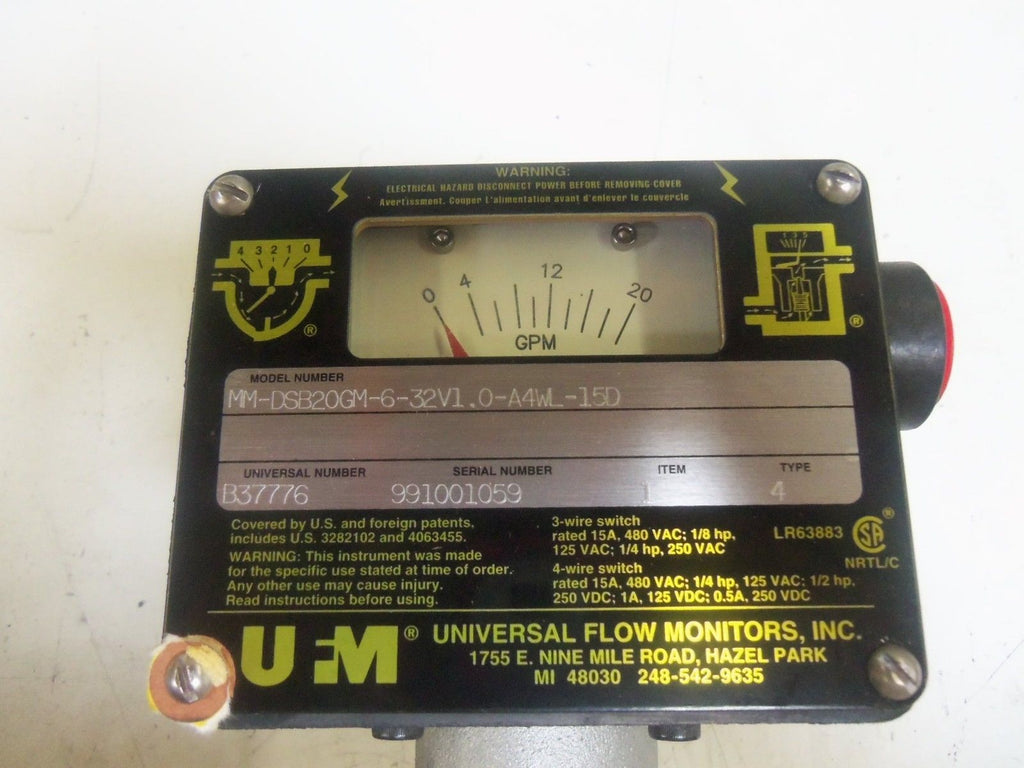 WARNING:
ELECTRICAL HAZARD DISCONNECT POWER BEFORE REMOVING COVER
Avertissment. Couper L'alimentation avant d'enlever le couvercle
4 3 2 1 0
®
0 4 12 20
GPM
®
MODEL NUMBER
MM-DSB20GM-6-32V1.0-A4WL-15D
UNIVERSAL NUMBER SERIAL NUMBER ITEM TYPE
B37776 991001059 1 4
Covered by U.S. and foreign patents,
includes U.S. 3282102 and 4063455.
WARNING: This instrument was made
for the specific use stated at time of order.
Any other use may cause injury.
Read instructions before using.
3-wire switch
rated 15A, 480 VAC; 1/8 hp,
125 VAC; 1/4 hp, 250 VAC
4-wire switch
rated 15A, 480 VAC; 1/4 hp, 125 VAC; 1/2 hp.
250 VDC; 1A, 125 VDC; 0.5A, 250 VDC
LR63883 SA ®
NRTL/C
UFM® UNIVERSAL FLOW MONITORS, INC.
1755 E. NINE MILE ROAD, HAZEL PARK
MI 48030 248-542-9635